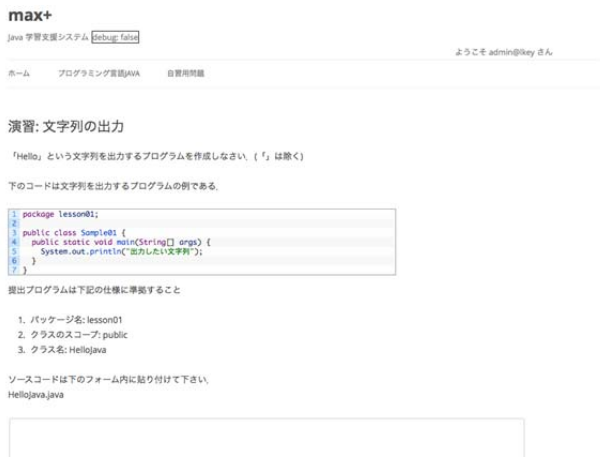 max+
Java 学習支援システム debug: false
ようこそ admin@lkey さん
ホーム プログラミング言語JAVA 自習用問題
演習: 文字列の出力
「Hello」という文字列を出力するプログラムを作成しなさい．(「」は除く)
下のコードは文字列を出力するプログラムの例である．
1 package lesson01;
2
3 public class Sample01 {
4 public static void main(String[] args) {
5 System.out.println("出力したい文字列");
6 }
7 }
提出プログラムは下記の仕様に準拠すること
1. パッケージ名: lesson01
2. クラスのスコープ: public
3. クラス名: HelloJava
ソースコードは下のフォーム内に貼り付けて下さい．
HelloJava.java